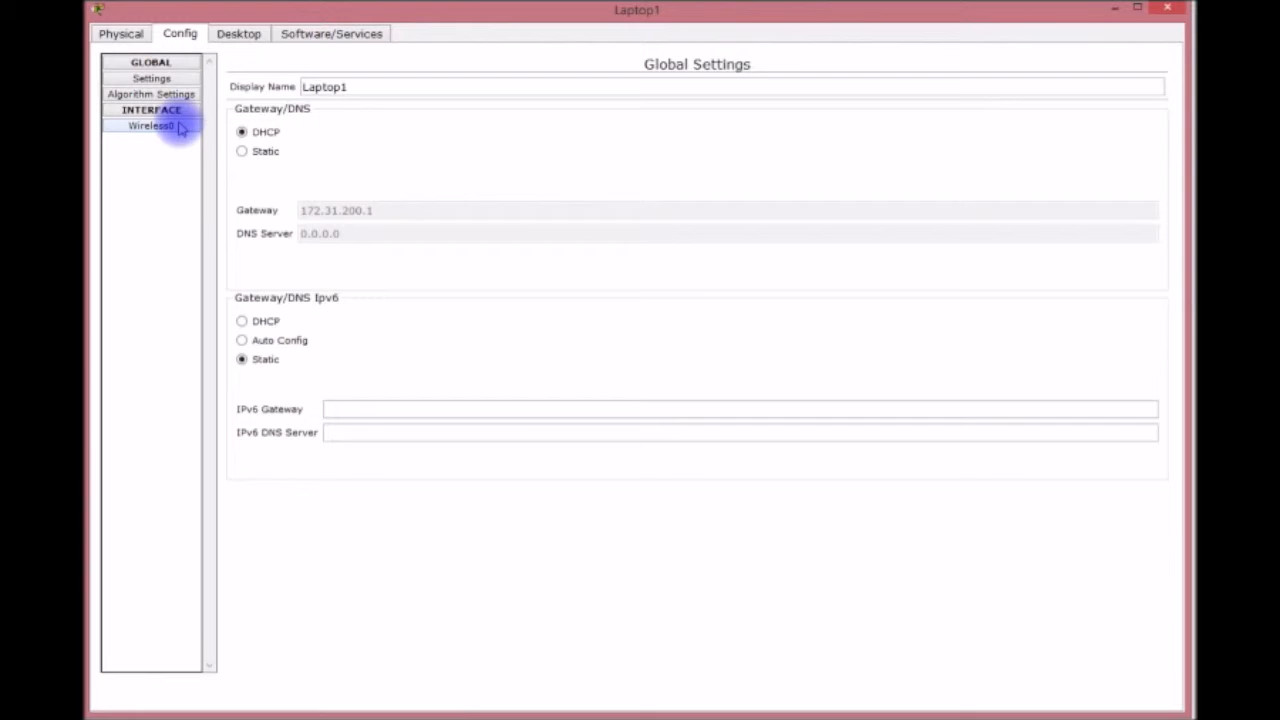 Laptop1
Physical Config Desktop Software/Services
GLOBAL
Settings
Algorithm Settings
INTERFACE
Wireless0
Global Settings
Display Name Laptop1
Gateway/DNS
DHCP
Static
Gateway 172.31.200.1
DNS Server 0.0.0.0
Gateway/DNS Ipv6
DHCP
Auto Config
Static
IPv6 Gateway
IPv6 DNS Server